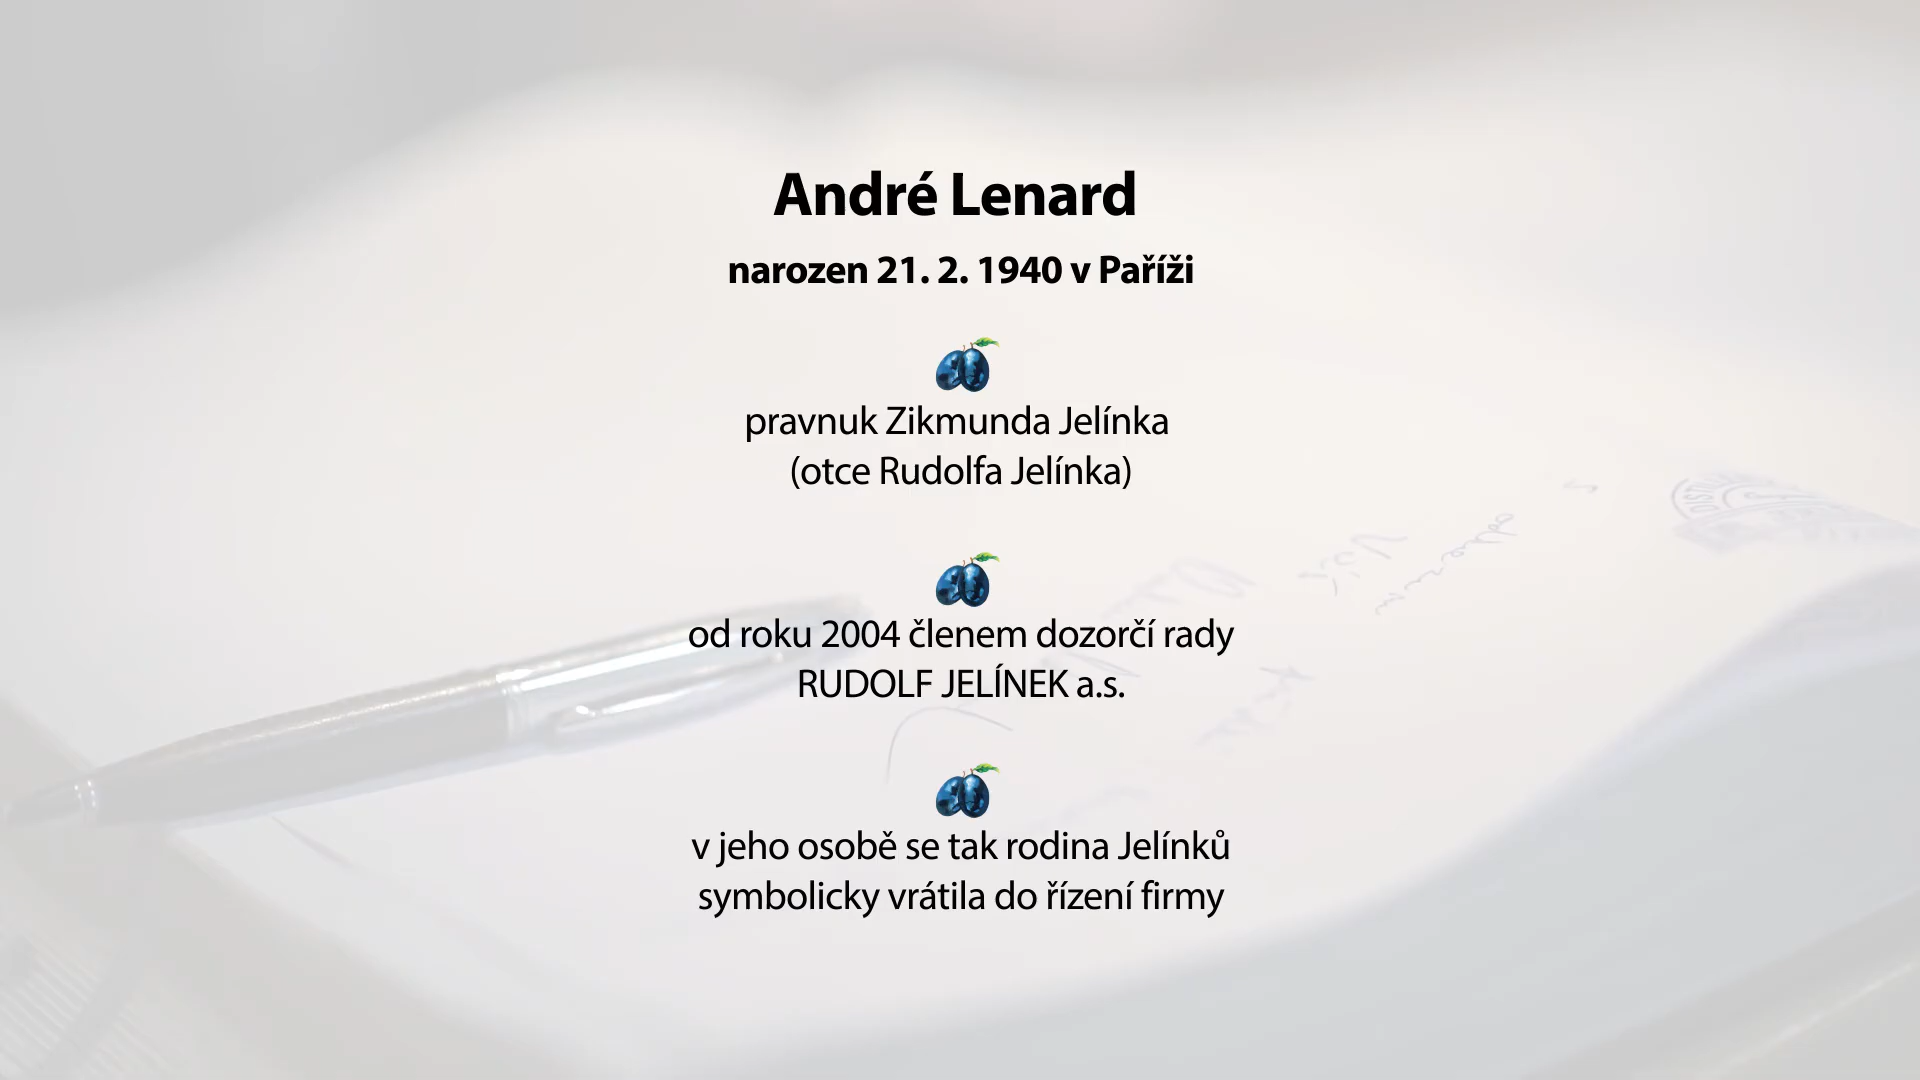 André Lenard
narozen 21. 2. 1940 v Paříži
pravnuk Zikmunda Jelínka
(otce Rudolfa Jelínka)
od roku 2004 členem dozorčí rady
RUDOLF JELÍNEK a.s.
v jeho osobě se tak rodina Jelínků
symbolicky vrátila do řízení firmy